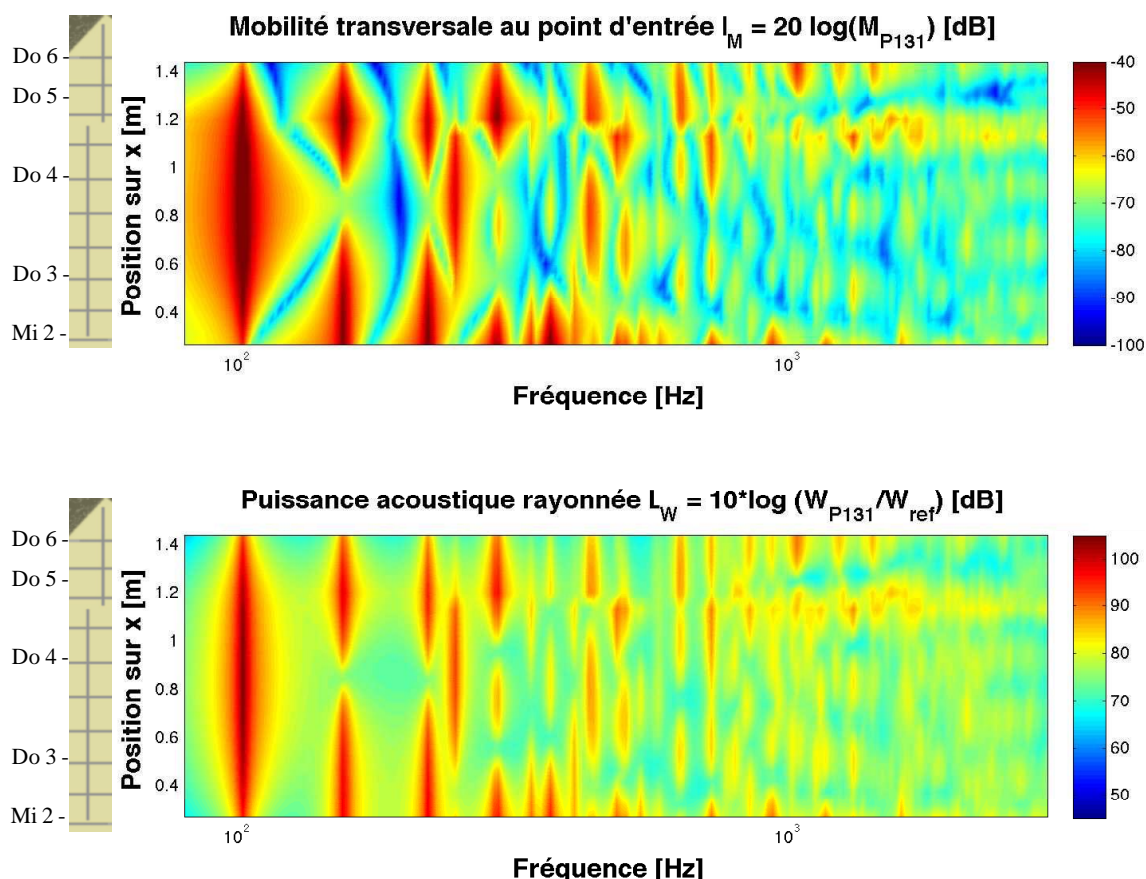 Mobilité transversale au point d'entrée l_M = 20 log(M_P131) [dB]
Do 6 -
Do 5 -
Do 4 -
Do 3 -
Mi 2 -
Position sur x [m]
1.4
1.2
1
0.8
0.6
0.4
10^2
10^3
Fréquence [Hz]
-40
-50
-60
-70
-80
-90
-100
Puissance acoustique rayonnée L_W = 10*log (W_P131/W_ref) [dB]
Do 6 -
Do 5 -
Do 4 -
Do 3 -
Mi 2 -
Position sur x [m]
1.4
1.2
1
0.8
0.6
0.4
10^2
10^3
Fréquence [Hz]
100
90
80
70
60
50